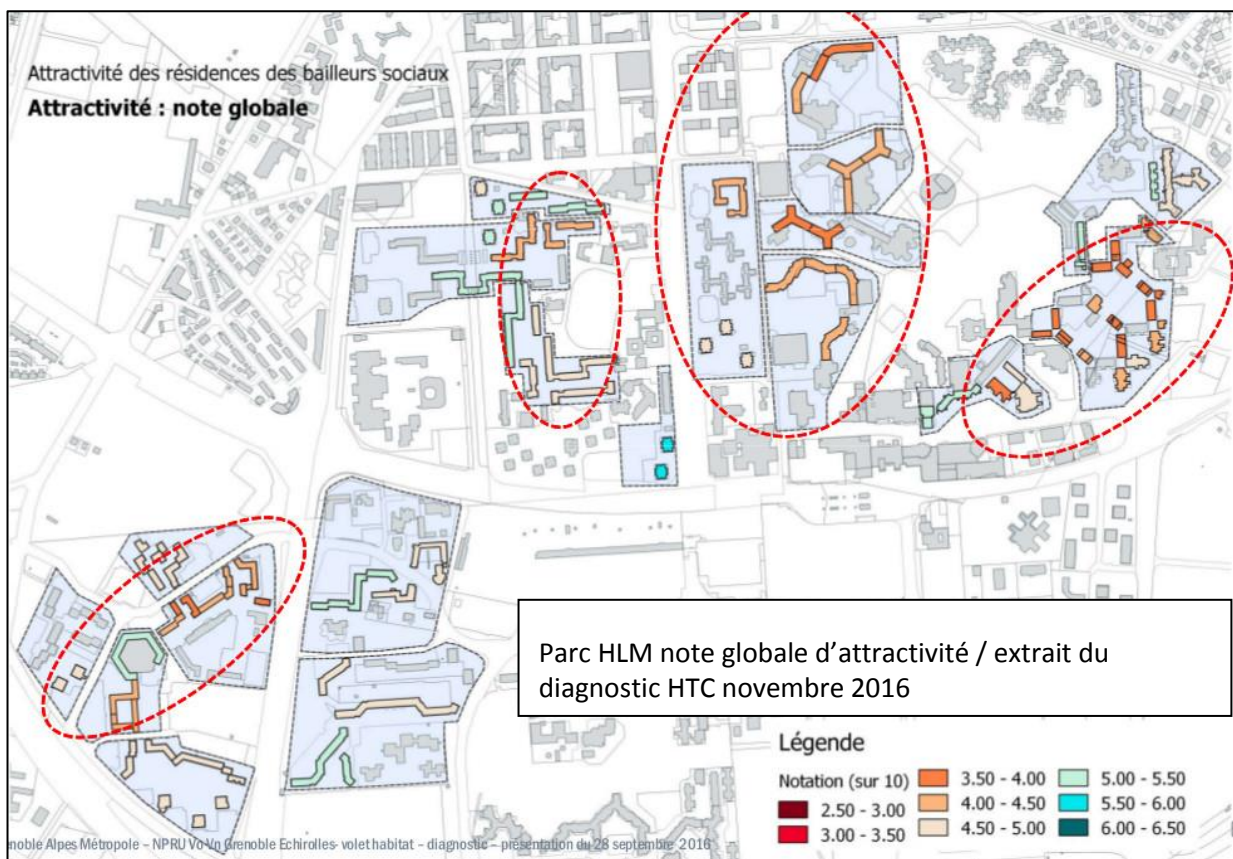 Attractivité des résidences des bailleurs sociaux
Attractivité : note globale
Parc HLM note globale d’attractivité / extrait du
diagnostic HTC novembre 2016
Légende
Notation (sur 10)
2.50 - 3.00
3.00 - 3.50
3.50 - 4.00
4.00 - 4.50
4.50 - 5.00
5.00 - 5.50
5.50 - 6.00
6.00 - 6.50
noble Alpes Métropole – NPRU Vo-Vn Grenoble Echirolles- volet habitat – diagnostic – présentation du 28 septembre 2016